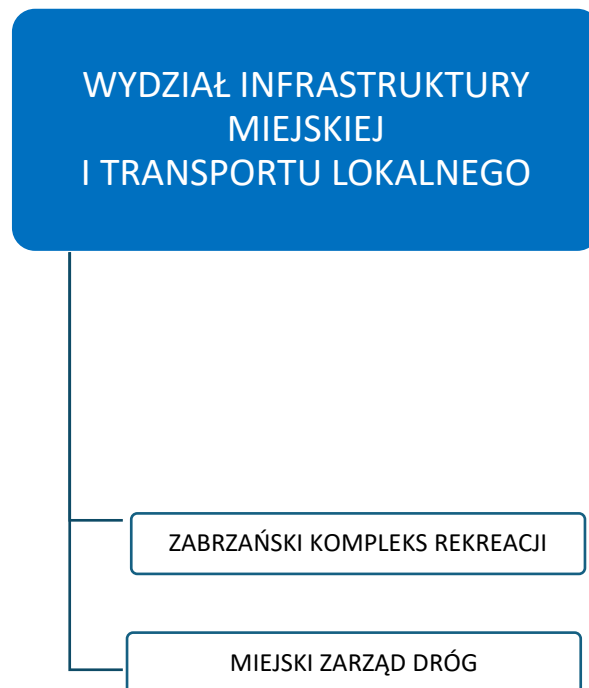 WYDZIAŁ INFRASTRUKTURY
MIEJSKIEJ
I TRANSPORTU LOKALNEGO
ZABRZAŃSKI KOMPLEKS REKREACJI
MIEJSKI ZARZĄD DRÓG